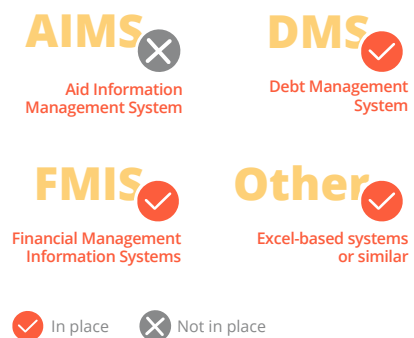 AIMS
Aid Information
Management System
DMS
Debt Management
System
FMIS
Financial Management
Information Systems
Other
Excel-based systems
or similar
In place
Not in place